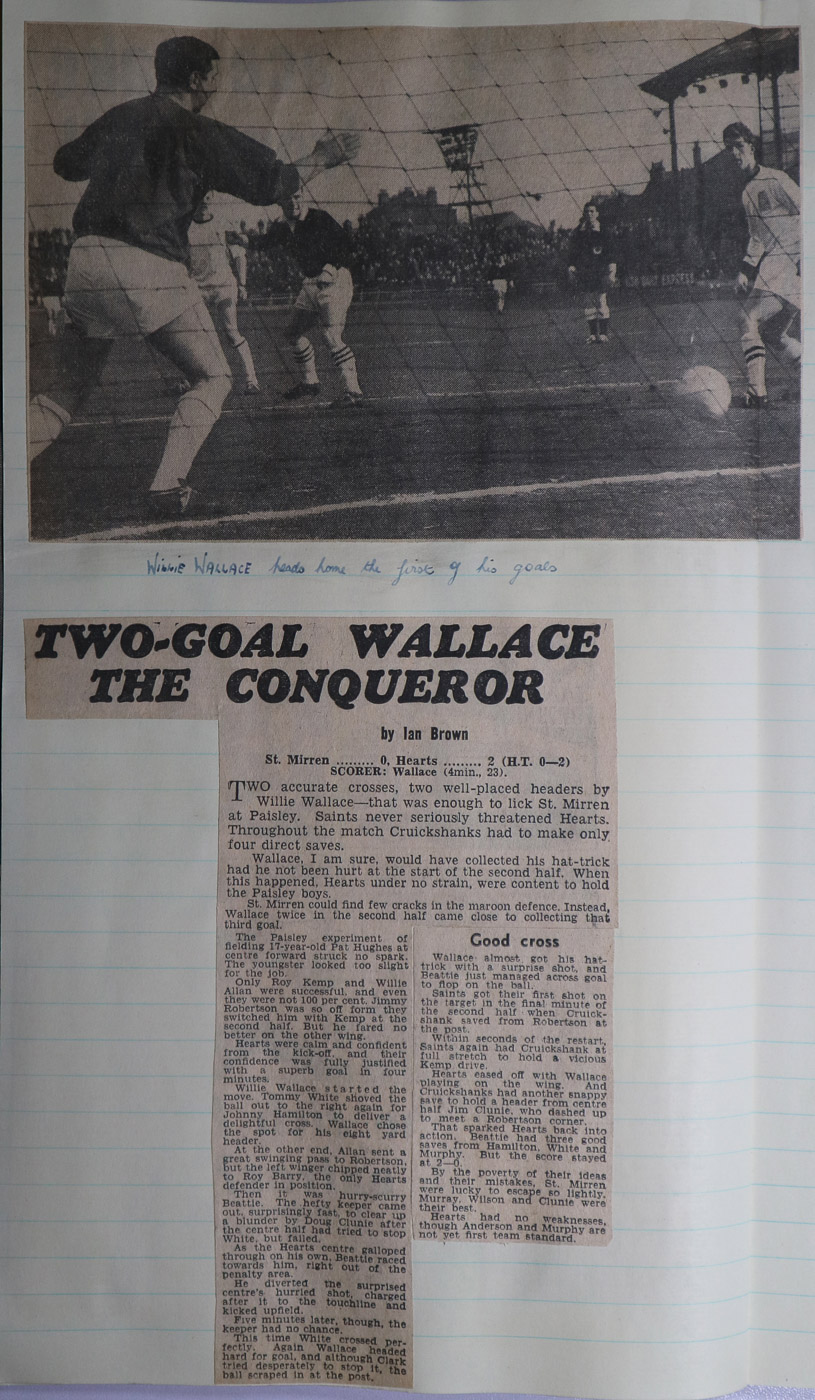 WILLIE WALLACE heads home the first of his goals
TWO-GOAL WALLACE
THE CONQUEROR
by Ian Brown
St. Mirren ......... 0, Hearts ......... 2 (H.T. 0—2)
SCORER: Wallace (4min., 23).
TWO accurate crosses, two well-placed headers by
Willie Wallace—that was enough to lick St. Mirren
at Paisley. Saints never seriously threatened Hearts.
Throughout the match Cruickshanks had to make only
four direct saves.
Wallace, I am sure, would have collected his hat-trick
had he not been hurt at the start of the second half. When
this happened, Hearts under no strain, were content to hold
the Paisley boys.
St. Mirren could find few cracks in the maroon defence. Instead,
Wallace twice in the second half came close to collecting that
third goal.
The Paisley experiment of
fielding 17-year-old Pat Hughes at
centre forward struck no spark.
The youngster looked too slight
for the job.
Only Roy Kemp and Willie
Allan were successful, and even
they were not 100 per cent. Jimmy
Robertson was so off form they
switched him with Kemp at the
second half. But he fared no
better on the other wing.
Hearts were calm and confident
from the kick-off, and their
confidence was fully justified
with a superb goal in four
minutes.
Willie Wallace started the
move. Tommy White shoved the
ball out to the right again for
Johnny Hamilton to deliver a
delightful cross. Wallace chose
the spot for his eight yard
header.
At the other end, Allan sent a
great swinging pass to Robertson,
but the left winger chipped neatly
to Roy Barry, the only Hearts
defender in position.
Then it was hurry-scurry
Beattie. The hefty keeper came
out, surprisingly fast, to clear up
a blunder by Doug Clunie after
the centre half had tried to stop
White, but failed.
As the Hearts centre galloped
through on his own, Beattie raced
towards him, right out of the
penalty area.
He diverted the surprised
centre's hurried shot, charged
after it to the touchline and
kicked upfield.
Five minutes later, though, the
keeper had no chance.
This time White crossed per-
fectly. Again Wallace headed
hard for goal, and although Clark
tried desperately to stop it, the
ball scraped in at the post.
Good cross
Wallace almost got his hat-
trick with a surprise shot, and
Beattie just managed across goal
to flop on the ball.
Saints got their first shot on
the target in the final minute of
the second half when Cruick-
shank saved from Robertson at
the post.
Within seconds of the restart,
Saints again had Cruickshank at
full stretch to hold a vicious
Kemp drive.
Hearts eased off with Wallace
playing on the wing. And
Cruickshanks had another snappy
save to hold a header from centre
half Jim Clunie, who dashed up
to meet a Robertson corner.
That sparked Hearts back into
action. Beattie had three good
saves from Hamilton, White and
Murphy. But the score stayed
at 2—0.
By the poverty of their ideas
and their mistakes, St. Mirren
were lucky to escape so lightly.
Murray, Wilson and Clunie were
their best.
Hearts had no weaknesses,
though Anderson and Murphy are
not yet first team standard.